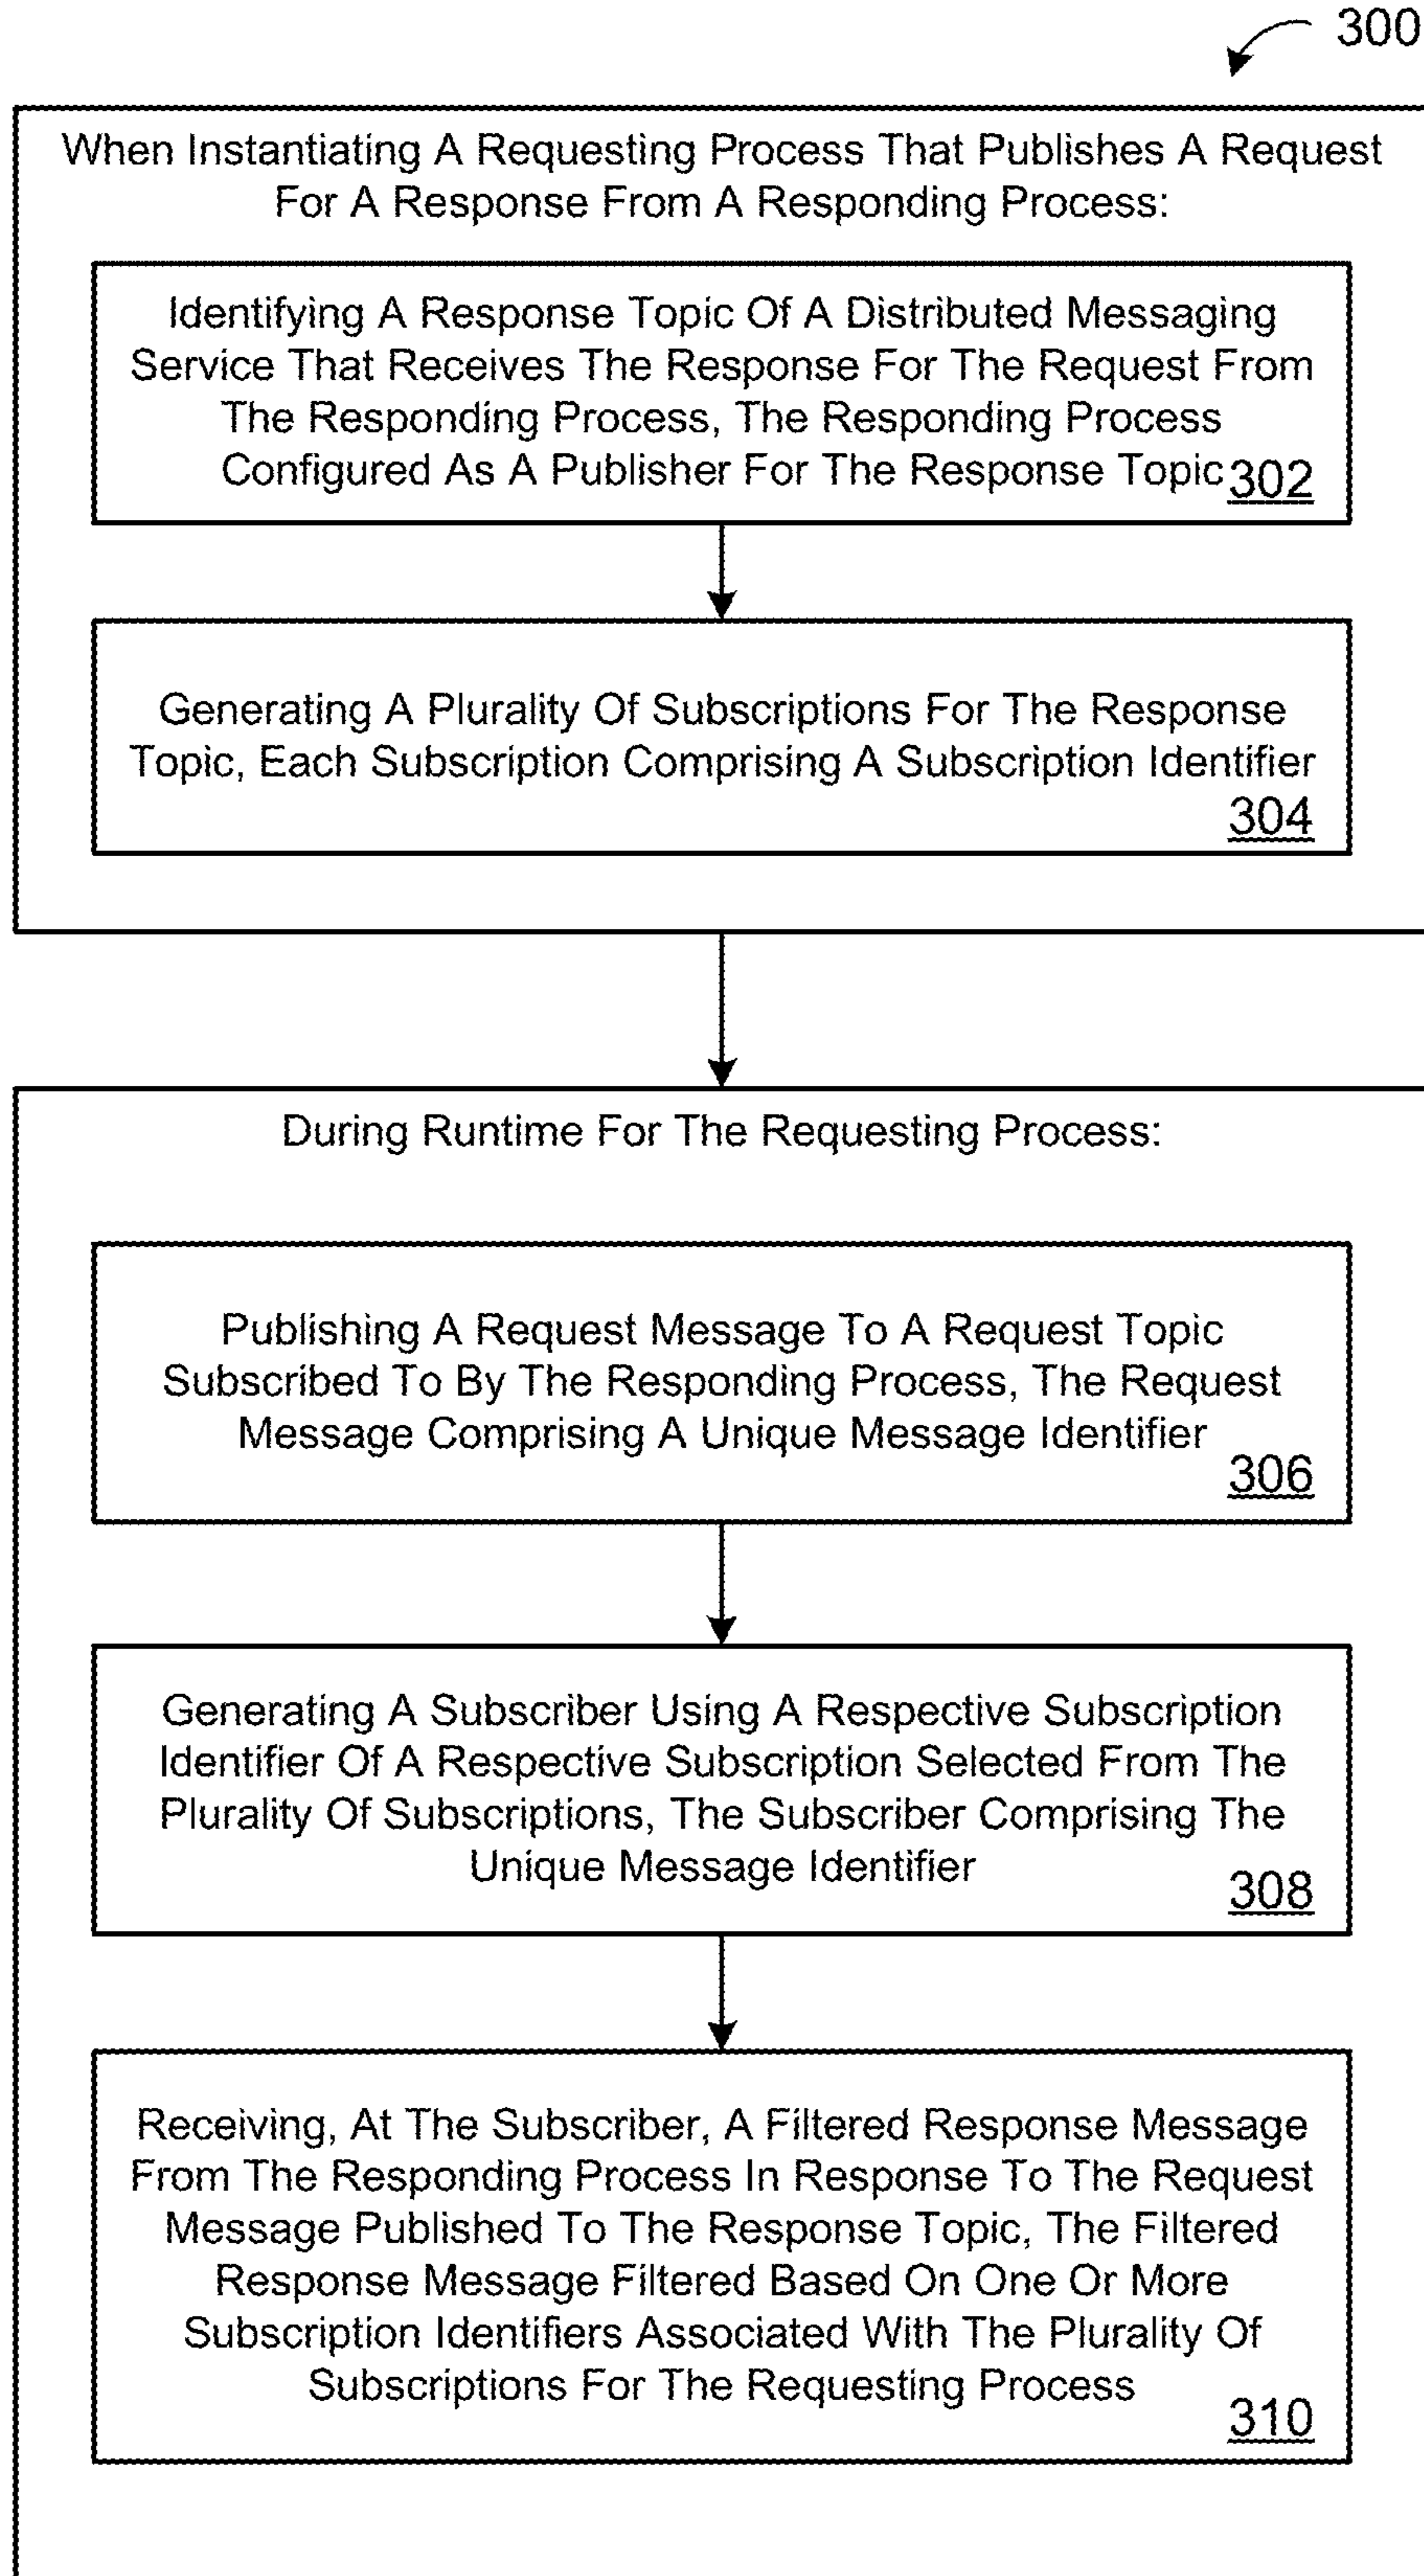 300
When Instantiating A Requesting Process That Publishes A Request
For A Response From A Responding Process:
Identifying A Response Topic Of A Distributed Messaging
Service That Receives The Response For The Request From
The Responding Process, The Responding Process
Configured As A Publisher For The Response Topic 302
Generating A Plurality Of Subscriptions For The Response
Topic, Each Subscription Comprising A Subscription Identifier
304
During Runtime For The Requesting Process:
Publishing A Request Message To A Request Topic
Subscribed To By The Responding Process, The Request
Message Comprising A Unique Message Identifier
306
Generating A Subscriber Using A Respective Subscription
Identifier Of A Respective Subscription Selected From The
Plurality Of Subscriptions, The Subscriber Comprising The
Unique Message Identifier
308
Receiving, At The Subscriber, A Filtered Response Message
From The Responding Process In Response To The Request
Message Published To The Response Topic, The Filtered
Response Message Filtered Based On One Or More
Subscription Identifiers Associated With The Plurality Of
Subscriptions For The Requesting Process
310